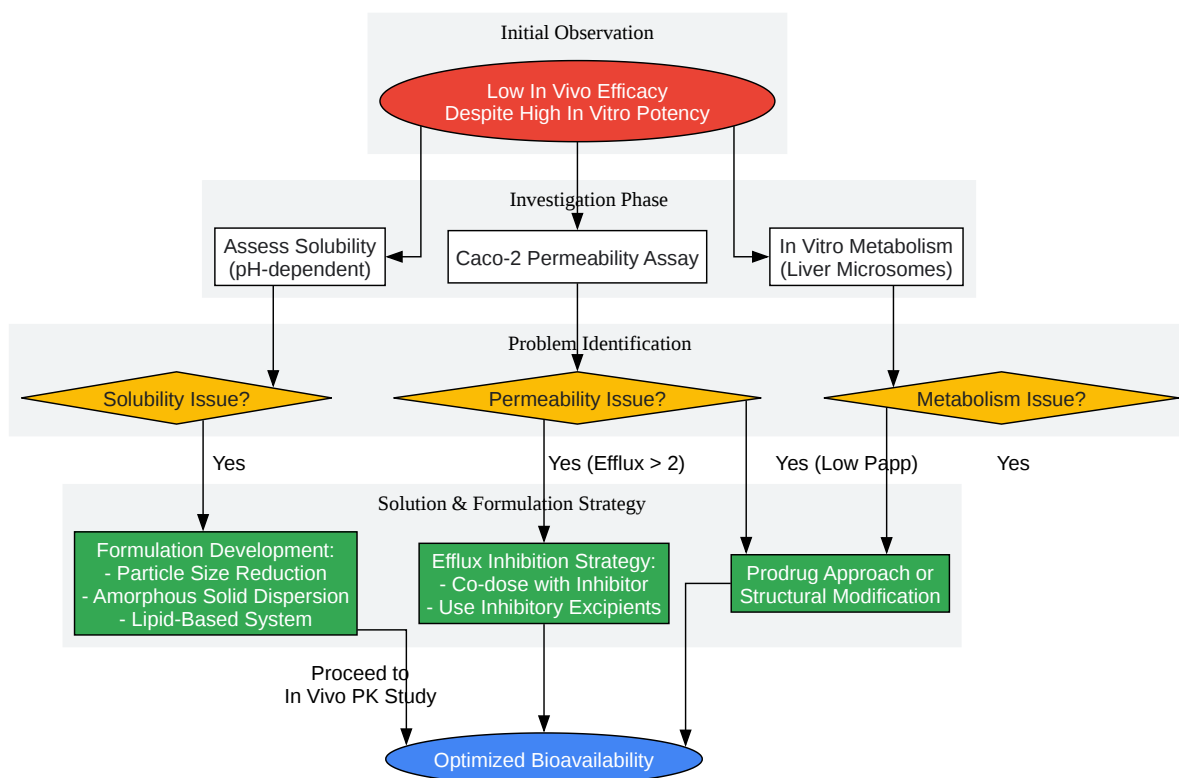 Initial Observation
Low In Vivo Efficacy
Despite High In Vitro Potency
Investigation Phase
Assess Solubility
(pH-dependent)
Caco-2 Permeability Assay
In Vitro Metabolism
(Liver Microsomes)
Problem Identification
Solubility Issue?
Permeability Issue?
Metabolism Issue?
Yes
Yes (Efflux > 2)
Yes (Low Papp)
Yes
Solution & Formulation Strategy
Formulation Development:
- Particle Size Reduction
- Amorphous Solid Dispersion
- Lipid-Based System
Efflux Inhibition Strategy:
- Co-dose with Inhibitor
- Use Inhibitory Excipients
Prodrug Approach or
Structural Modification
Proceed to
In Vivo PK Study
Optimized Bioavailability